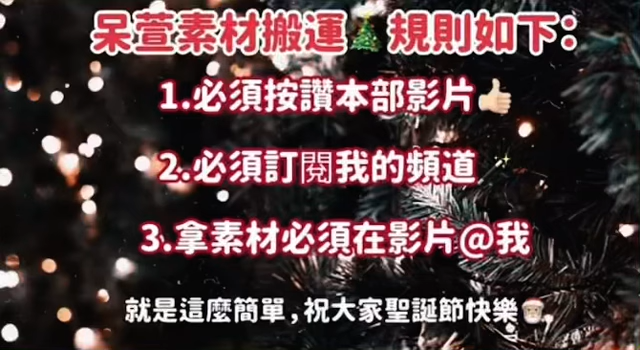 呆萱素材搬運🎄規則如下：
1.必須按讚本部影片👍🏻
2.必須訂閱我的頻道✨
3.拿素材必須在影片@我
就是這麼簡單，祝大家聖誕節快樂🎅🏻